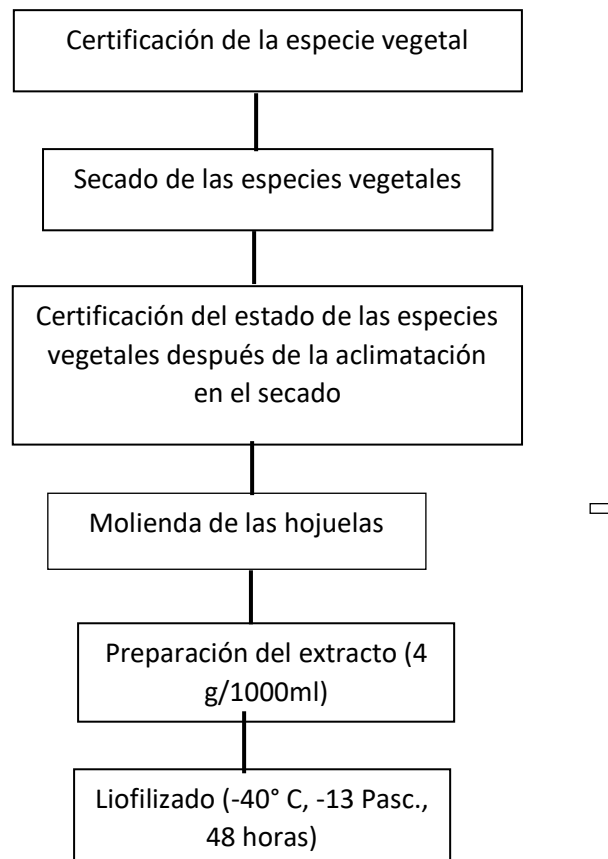 Certificación de la especie vegetal
Secado de las especies vegetales
Certificación del estado de las especies
vegetales después de la aclimatación
en el secado
Molienda de las hojuelas
Preparación del extracto (4
g/1000ml)
Liofilizado (-40° C, -13 Pasc.,
48 horas)